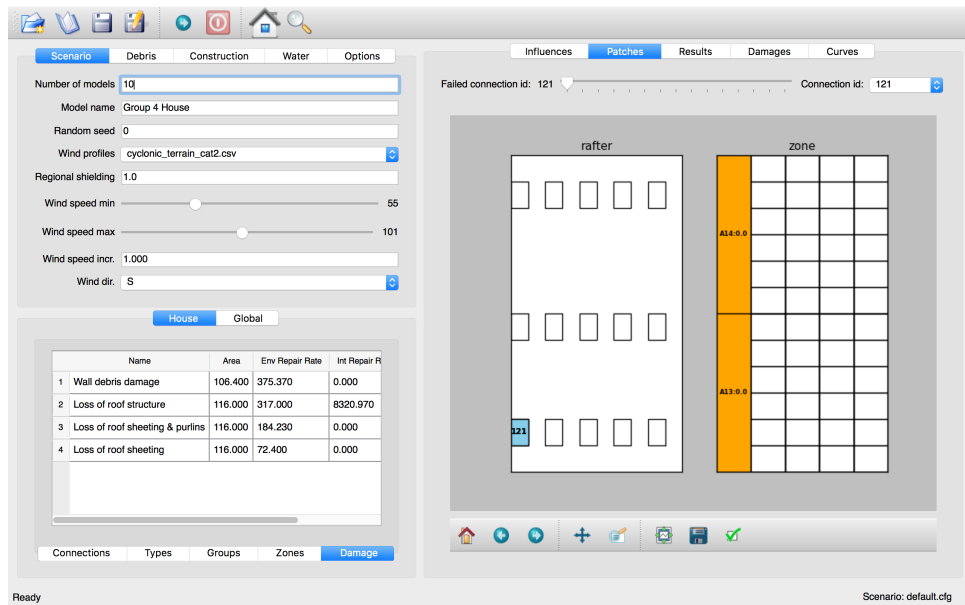 Scenario Debris Construction Water Options
Number of models 10
Model name Group 4 House
Random seed 0
Wind profiles cyclonic_terrain_cat2.csv
Regional shielding 1.0
Wind speed min 55
Wind speed max 101
Wind speed incr. 1.000
Wind dir. S
House Global
Name Area Env Repair Rate Int Repair R
1 Wall debris damage 106.400 375.370 0.000
2 Loss of roof structure 116.000 317.000 8320.970
3 Loss of roof sheeting & purlins 116.000 184.230 0.000
4 Loss of roof sheeting 116.000 72.400 0.000
Connections Types Groups Zones Damage
Influences Patches Results Damages Curves
Failed connection id: 121 Connection id: 121
rafter zone
A14:0.0
A13:0.0
121
Ready Scenario: default.cfg